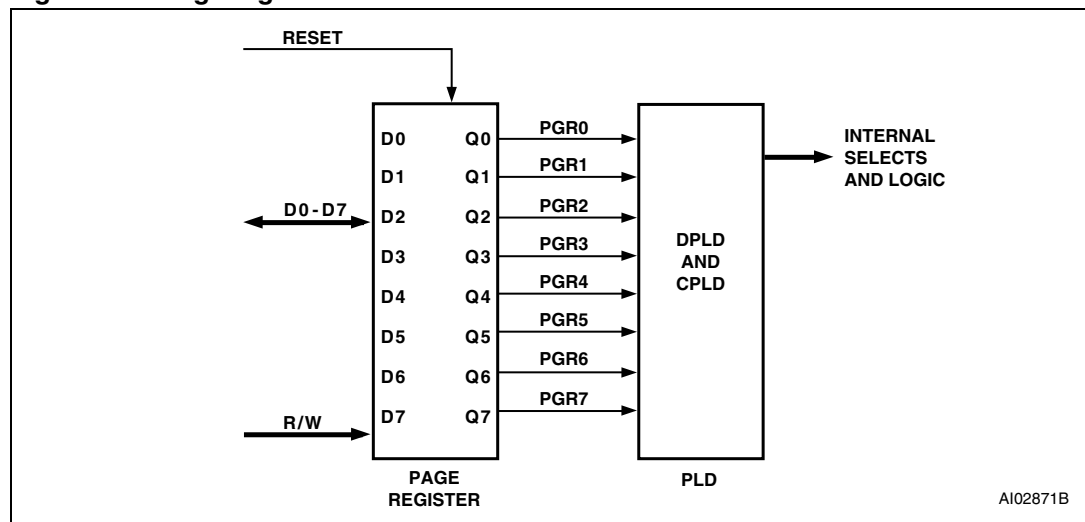 RESET
D0 Q0 PGR0
D1 Q1 PGR1
D0-D7 D2 Q2 PGR2
D3 Q3 PGR3
D4 Q4 PGR4
D5 Q5 PGR5
D6 Q6 PGR6
R/W D7 Q7 PGR7
DPLD
AND
CPLD
INTERNAL
SELECTS
AND LOGIC
PAGE
REGISTER
PLD
AI02871B